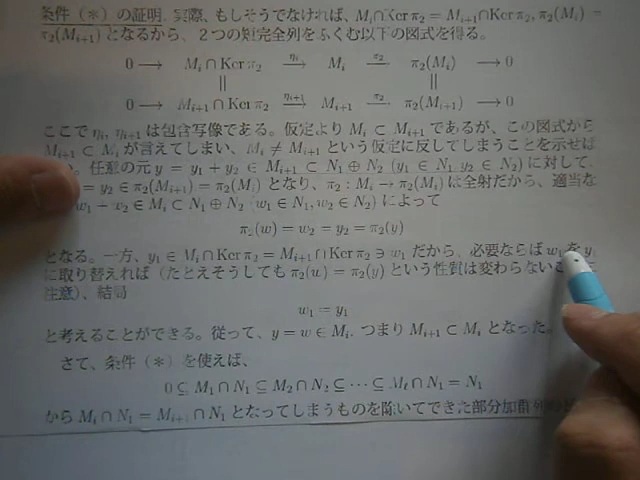 条件（*）の証明. 実際、もしそうでなければ、M_i∩Ker π_2 = M_{i+1}∩Ker π_2, π_2(M_i) =
π_2(M_{i+1}) となるから、２つの短完全列をふくむ以下の図式を得る。
0 → M_i ∩ Ker π_2 →^{η_i} M_i →^{π_2} π_2(M_i) → 0
|| ||
0 → M_{i+1} ∩ Ker π_2 →^{η_{i+1}} M_{i+1} →^{π_2} π_2(M_{i+1}) → 0
ここで η_i, η_{i+1} は包含写像である。仮定より M_i ⊂ M_{i+1} であるが、この図式から
M_{i+1} ⊂ M_i が言えてしまい、M_i ≠ M_{i+1} という仮定に反してしまうことを示せば
。任意の元 y = y_1 + y_2 ∈ M_{i+1} ⊂ N_1 ⊕ N_2 (y_1 ∈ N_1 y_2 ∈ N_2) に対して、
= y_2 ∈ π_2(M_{i+1}) = π_2(M_i) となり、π_2 : M_i → π_2(M_i) は全射だから、適当な
w_1 − w_2 ∈ M_i ⊂ N_1 ⊕ N_2 (w_1 ∈ N_1, w_2 ∈ N_2) によって
π_2(w) = w_2 = y_2 = π_2(y)
となる。一方、y_1 ∈ M_i ∩ Ker π_2 = M_{i+1} ∩ Ker π_2 ∋ w_1 だから、必要ならば w_1 を y_1
に取り替えれば（たとえそうしても π_2(w) = π_2(y) という性質は変わらない
注意）、結局
w_1 = y_1
と考えることができる。従って、y = w ∈ M_i. つまり M_{i+1} ⊂ M_i となった。
さて、条件（*）を使えば、
0 ⊆ M_1 ∩ N_1 ⊆ M_2 ∩ N_1 ⊆ ⋯ ⊆ M_ℓ ∩ N_1 = N_1
から M_i ∩ N_1 = M_{i+1} ∩ N_1 となってしまうものを除いてできた部分加群